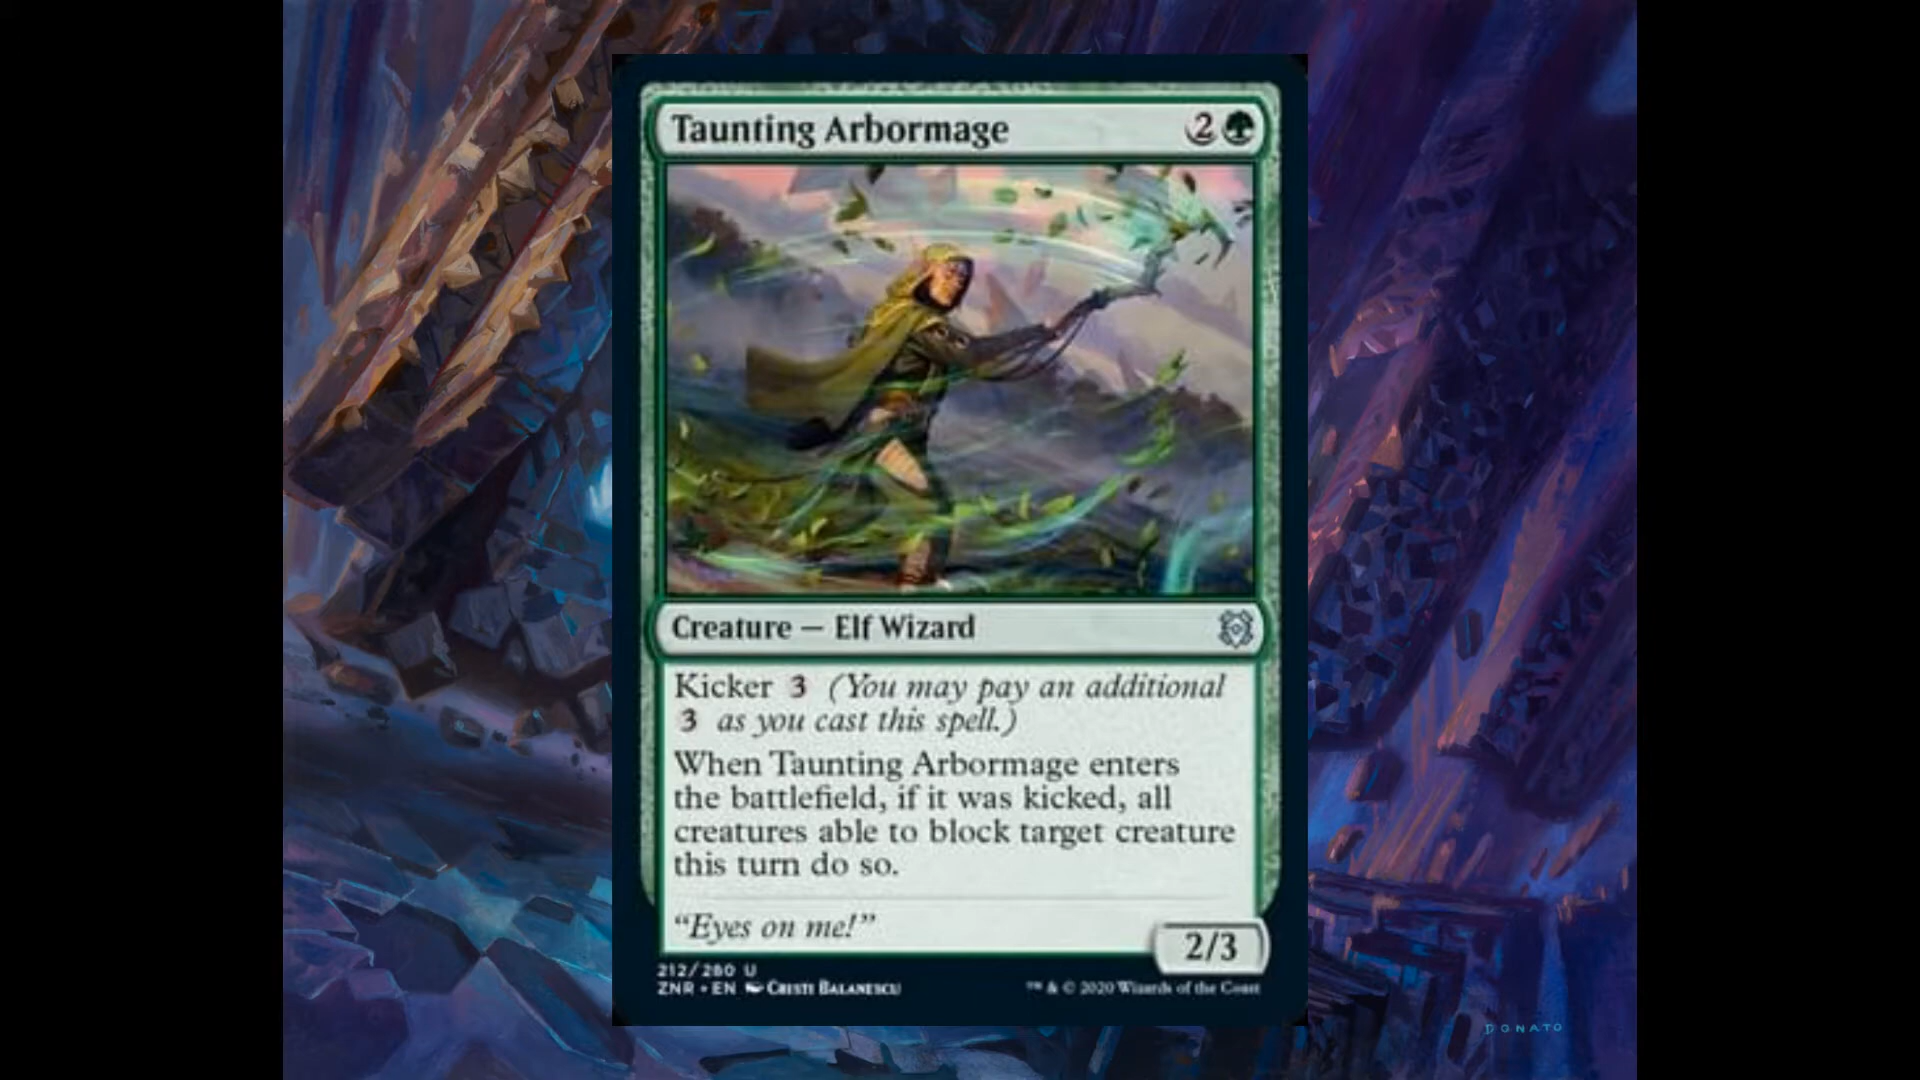 Taunting Arbormage 2
Creature — Elf Wizard
Kicker 3 (You may pay an additional
3 as you cast this spell.)
When Taunting Arbormage enters
the battlefield, if it was kicked, all
creatures able to block target creature
this turn do so.
“Eyes on me!”
2/3
212/280 U
ZNR • EN Cristi Balanescu
™ & © 2020 Wizards of the Coast
DONATO